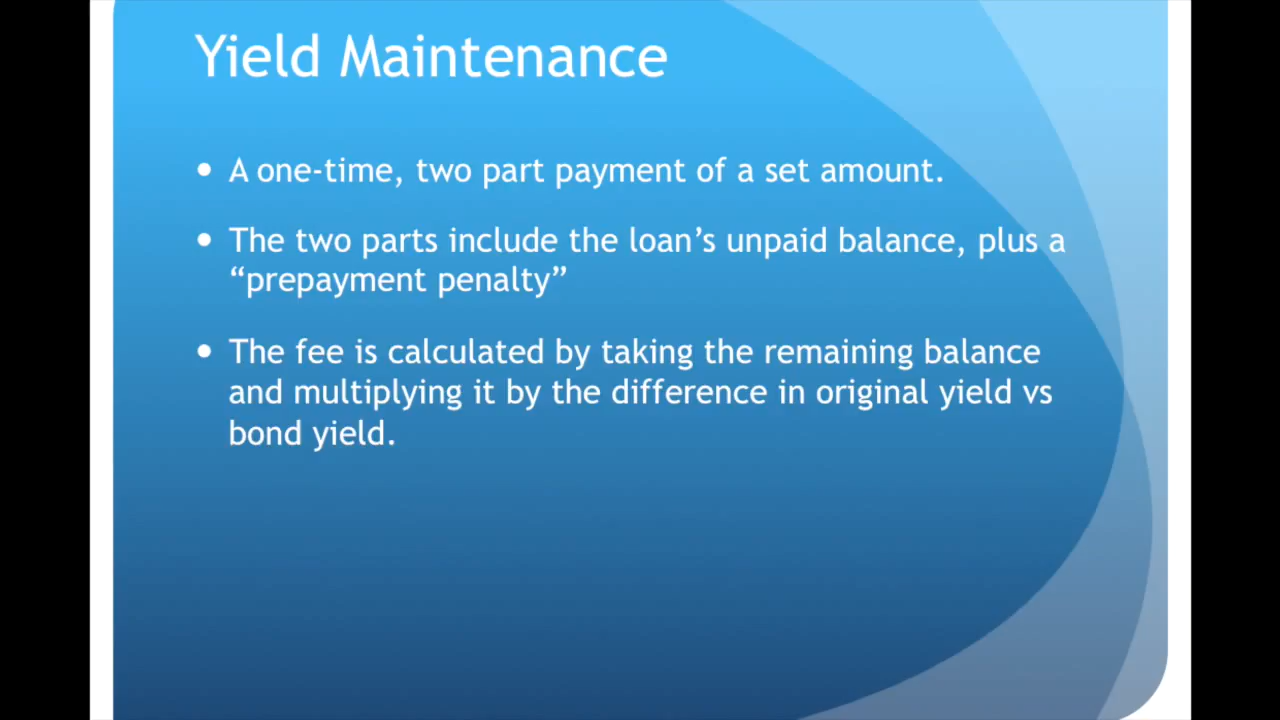 Yield Maintenance
• A one-time, two part payment of a set amount.
• The two parts include the loan’s unpaid balance, plus a
“prepayment penalty”
• The fee is calculated by taking the remaining balance
and multiplying it by the difference in original yield vs
bond yield.